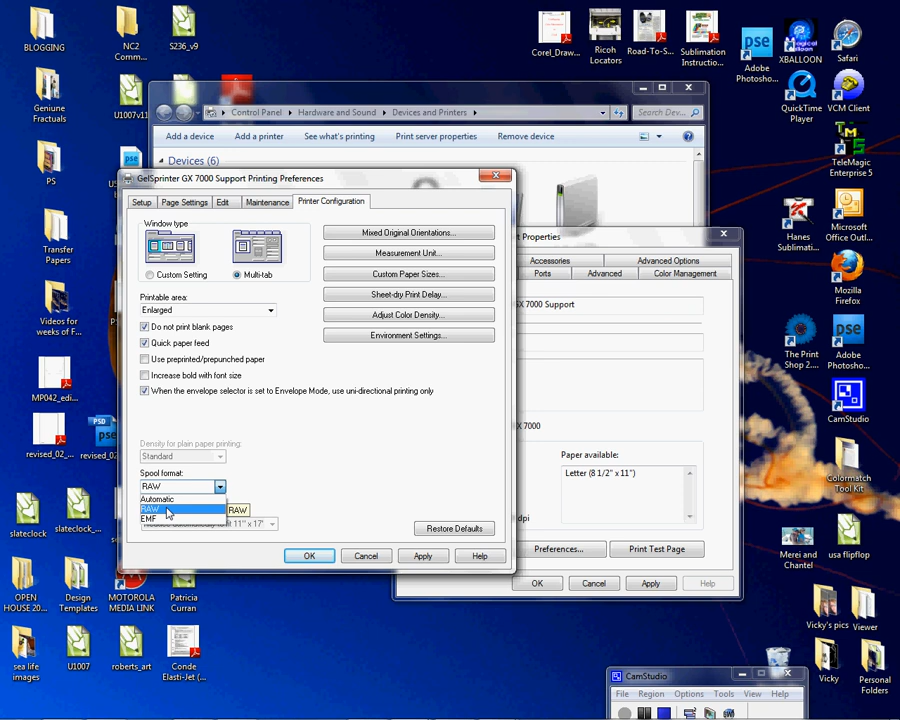 BLOGGING
NC2
Comm...
S236_v9
Corel_Draw...
Ricoh
Locators
Road-To-S...
Sublimation
Instructio...
Adobe
Photosho...
XBALLOON
Safari
Geniune
Fractuals
U1007v11
QuickTime
Player
VCM Client
Control Panel
Hardware and Sound
Devices and Printers
Search Dev...
Add a device
Add a printer
See what's printing
Print server properties
Remove device
Devices (6)
PS
TeleMagic
Enterprise 5
GelSprinter GX 7000 Support Printing Preferences
Setup
Page Settings
Edit
Maintenance
Printer Configuration
Window type
Custom Setting
Multi-tab
Mixed Original Orientations...
Measurement Unit...
Custom Paper Sizes...
Sheet-dry Print Delay...
Adjust Color Density...
Environment Settings...
Printable area:
Enlarged
Do not print blank pages
Quick paper feed
Use preprinted/prepunched paper
Increase bold with font size
When the envelope selector is set to Envelope Mode, use uni-directional printing only
Density for plain paper printing:
Standard
Spool format:
RAW
Automatic
RAW
EMF
RAW
11" x 17"
Restore Defaults
OK
Cancel
Apply
Help
t Properties
Accessories
Advanced Options
Ports
Advanced
Color Management
GX 7000 Support
7000
Paper available:
Letter (8 1/2" x 11")
dpi
Preferences...
Print Test Page
OK
Cancel
Apply
Help
Transfer
Papers
Videos for
weeks of F...
MP042_edi...
revised_02_...
revised_02
slateclock
slateclock_...
OPEN
HOUSE 20...
Design
Templates
MOTOROLA
MEDIA LINK
Patricia
Curran
sea life
images
U1007
roberts_art
Conde
Elasti-Jet (...
Hanes
Sublimati...
Microsoft
Office Outl...
Mozilla
Firefox
The Print
Shop 2...
Adobe
Photosho...
CamStudio
Colormatch
Tool Kit
Merei and
Chantel
usa flipflop
Vicky's pics
Viewer
Vicky
Personal
Folders
CamStudio
File
Region
Options
Tools
View
Help